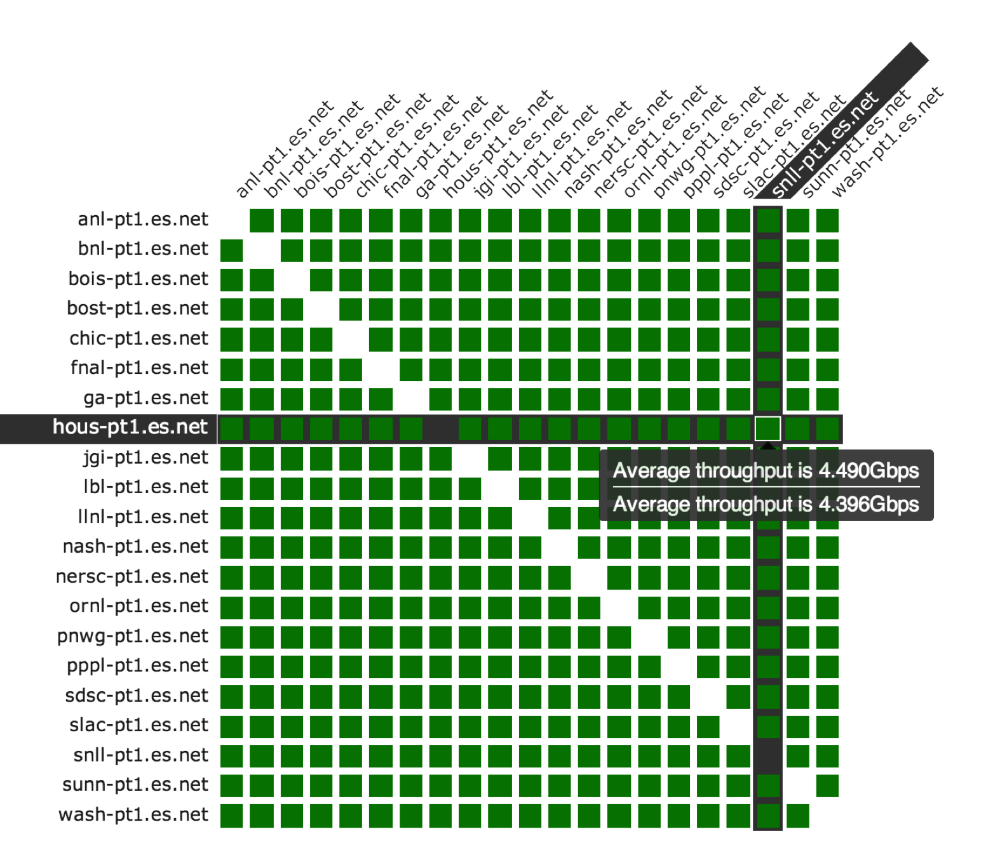 anl-pt1.es.net
bnl-pt1.es.net
bois-pt1.es.net
bost-pt1.es.net
chic-pt1.es.net
fnal-pt1.es.net
ga-pt1.es.net
hous-pt1.es.net
jgi-pt1.es.net
lbl-pt1.es.net
llnl-pt1.es.net
nash-pt1.es.net
nersc-pt1.es.net
ornl-pt1.es.net
pnwg-pt1.es.net
pppl-pt1.es.net
sdsc-pt1.es.net
slac-pt1.es.net
snll-pt1.es.net
sunn-pt1.es.net
wash-pt1.es.net
anl-pt1.es.net
bnl-pt1.es.net
bois-pt1.es.net
bost-pt1.es.net
chic-pt1.es.net
fnal-pt1.es.net
ga-pt1.es.net
hous-pt1.es.net
jgi-pt1.es.net
Average throughput is 4.490Gbps
lbl-pt1.es.net
Average throughput is 4.396Gbps
llnl-pt1.es.net
nash-pt1.es.net
nersc-pt1.es.net
ornl-pt1.es.net
pnwg-pt1.es.net
pppl-pt1.es.net
sdsc-pt1.es.net
slac-pt1.es.net
snll-pt1.es.net
sunn-pt1.es.net
wash-pt1.es.net